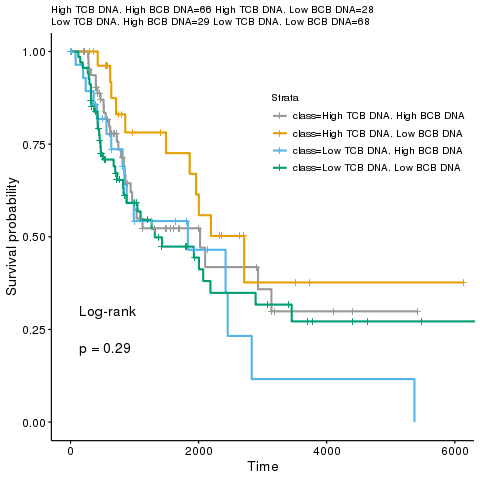 High TCB DNA. High BCB DNA=66 High TCB DNA. Low BCB DNA=28
Low TCB DNA. High BCB DNA=29 Low TCB DNA. Low BCB DNA=68
Strata
class=High TCB DNA. High BCB DNA
class=High TCB DNA. Low BCB DNA
class=Low TCB DNA. High BCB DNA
class=Low TCB DNA. Low BCB DNA
Survival probability
1.00
0.75
0.50
0.25
0.00
Log-rank
p = 0.29
0 2000 4000 6000
Time